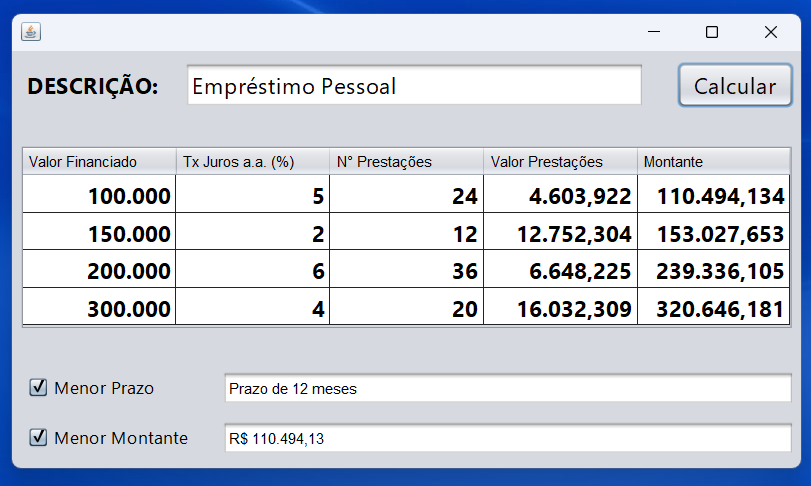 DESCRIÇÃO: Empréstimo Pessoal Calcular
Valor Financiado Tx Juros a.a. (%) N° Prestações Valor Prestações Montante
100.000 5 24 4.603,922 110.494,134
150.000 2 12 12.752,304 153.027,653
200.000 6 36 6.648,225 239.336,105
300.000 4 20 16.032,309 320.646,181
Menor Prazo Prazo de 12 meses
Menor Montante R$ 110.494,13